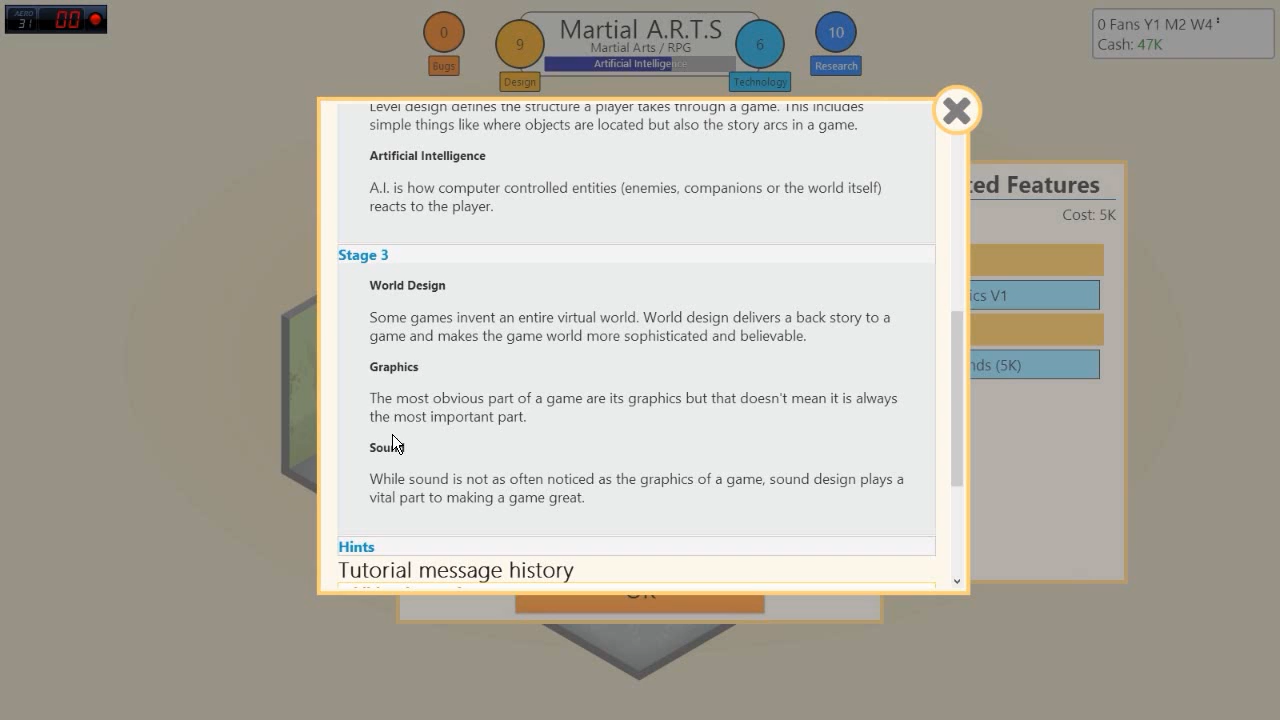 AERO
31
00
0
Bugs
9
Design
Martial A.R.T.S
Martial Arts / RPG
Artificial Intelligence
6
Technology
10
Research
0 Fans Y1 M2 W4
Cash: 47K
Level design defines the structure a player takes through a game. This includes
simple things like where objects are located but also the story arcs in a game.
Artificial Intelligence
A.I. is how computer controlled entities (enemies, companions or the world itself)
reacts to the player.
Stage 3
World Design
Some games invent an entire virtual world. World design delivers a back story to a
game and makes the game world more sophisticated and believable.
Graphics
The most obvious part of a game are its graphics but that doesn't mean it is always
the most important part.
Sound
While sound is not as often noticed as the graphics of a game, sound design plays a
vital part to making a game great.
Hints
Tutorial message history
ted Features
Cost: 5K
ics V1
nds (5K)
OK